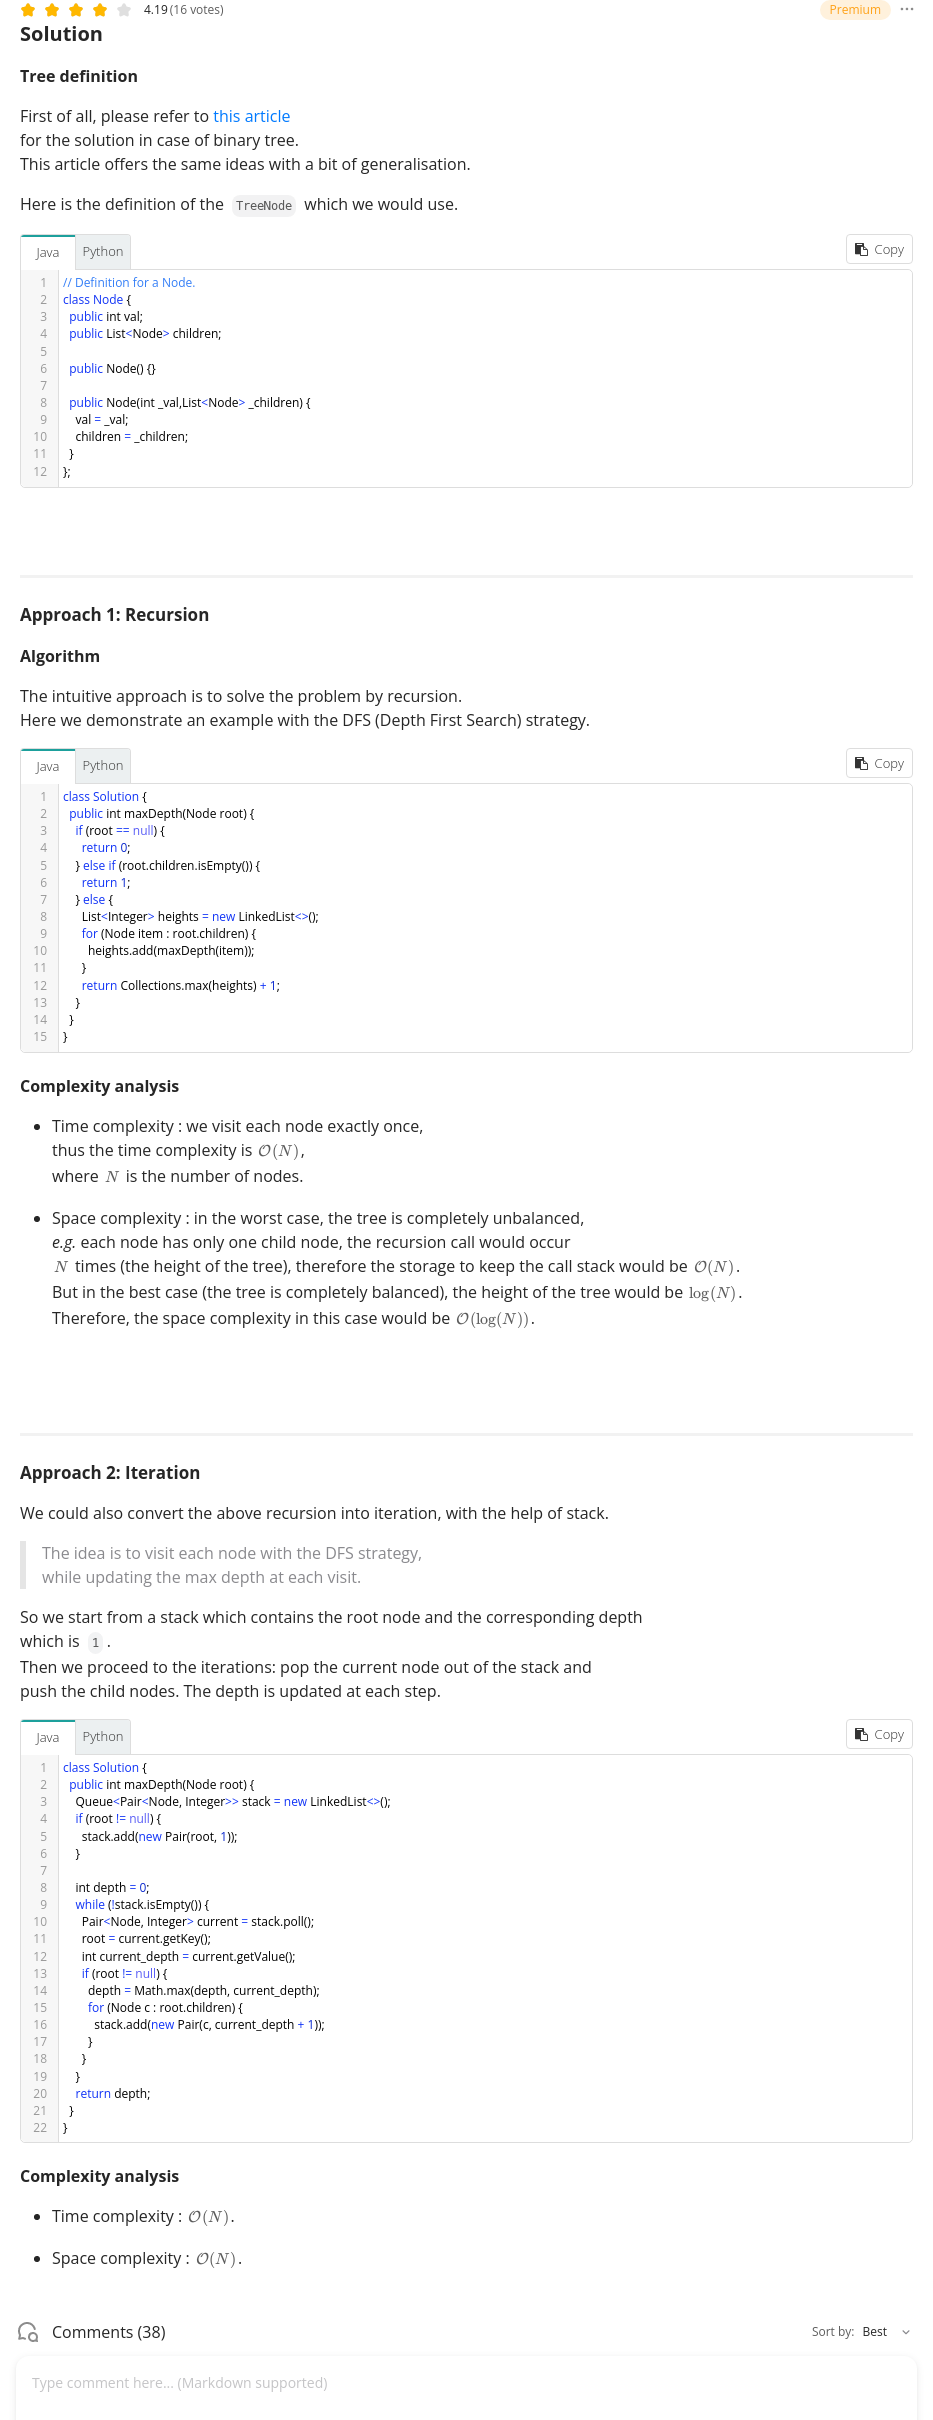 4.19 (16 votes)
Premium
Solution
Tree definition
First of all, please refer to this article
for the solution in case of binary tree.
This article offers the same ideas with a bit of generalisation.
Here is the definition of the TreeNode which we would use.
Java Python Copy
1 // Definition for a Node.
2 class Node {
3 public int val;
4 public List<Node> children;
5
6 public Node() {}
7
8 public Node(int _val,List<Node> _children) {
9 val = _val;
10 children = _children;
11 }
12 };
Approach 1: Recursion
Algorithm
The intuitive approach is to solve the problem by recursion.
Here we demonstrate an example with the DFS (Depth First Search) strategy.
Java Python Copy
1 class Solution {
2 public int maxDepth(Node root) {
3 if (root == null) {
4 return 0;
5 } else if (root.children.isEmpty()) {
6 return 1;
7 } else {
8 List<Integer> heights = new LinkedList<>();
9 for (Node item : root.children) {
10 heights.add(maxDepth(item));
11 }
12 return Collections.max(heights) + 1;
13 }
14 }
15 }
Complexity analysis
• Time complexity : we visit each node exactly once,
thus the time complexity is O(N),
where N is the number of nodes.
• Space complexity : in the worst case, the tree is completely unbalanced,
e.g. each node has only one child node, the recursion call would occur
N times (the height of the tree), therefore the storage to keep the call stack would be O(N).
But in the best case (the tree is completely balanced), the height of the tree would be log(N).
Therefore, the space complexity in this case would be O(log(N)).
Approach 2: Iteration
We could also convert the above recursion into iteration, with the help of stack.
The idea is to visit each node with the DFS strategy,
while updating the max depth at each visit.
So we start from a stack which contains the root node and the corresponding depth
which is 1.
Then we proceed to the iterations: pop the current node out of the stack and
push the child nodes. The depth is updated at each step.
Java Python Copy
1 class Solution {
2 public int maxDepth(Node root) {
3 Queue<Pair<Node, Integer>> stack = new LinkedList<>();
4 if (root != null) {
5 stack.add(new Pair(root, 1));
6 }
7
8 int depth = 0;
9 while (!stack.isEmpty()) {
10 Pair<Node, Integer> current = stack.poll();
11 root = current.getKey();
12 int current_depth = current.getValue();
13 if (root != null) {
14 depth = Math.max(depth, current_depth);
15 for (Node c : root.children) {
16 stack.add(new Pair(c, current_depth + 1));
17 }
18 }
19 }
20 return depth;
21 }
22 }
Complexity analysis
• Time complexity : O(N).
• Space complexity : O(N).
Comments (38)
Sort by: Best
Type comment here... (Markdown supported)